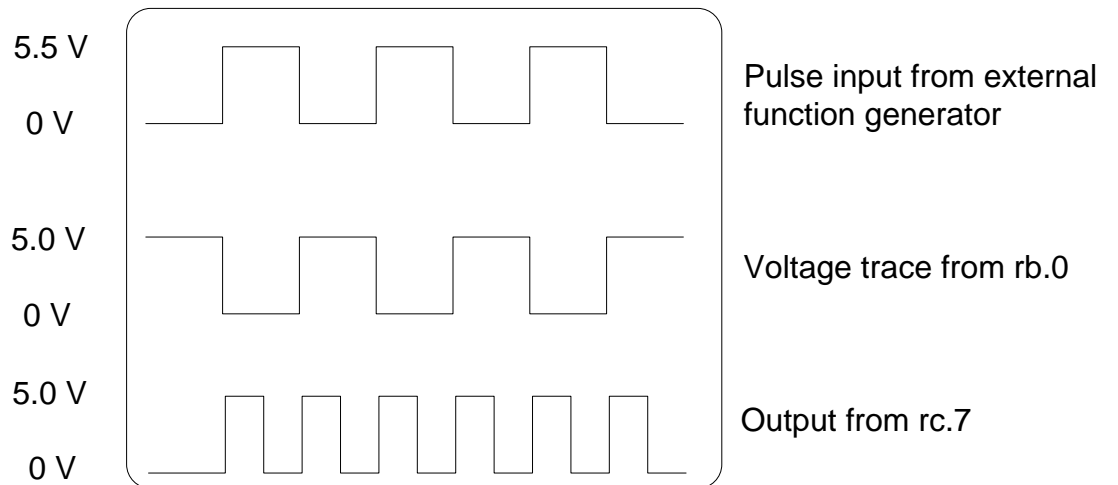 5.5 V
0 V
Pulse input from external
function generator
5.0 V
0 V
Voltage trace from rb.0
5.0 V
0 V
Output from rc.7